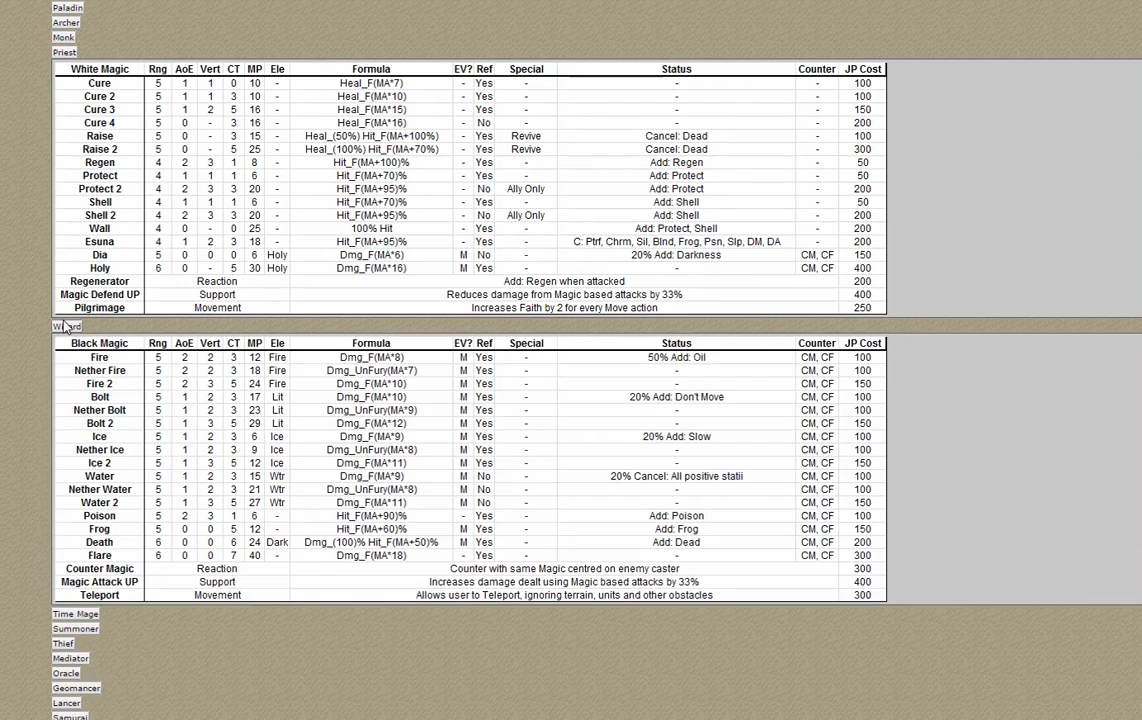 Paladin
Archer
Monk
Priest
White Magic Rng AoE Vert CT MP Ele Formula EV? Ref Special Status Counter JP Cost
Cure 5 1 1 0 10 - Heal_F(MA*7) - Yes - - - 100
Cure 2 5 1 1 3 10 - Heal_F(MA*10) - Yes - - - 100
Cure 3 5 1 2 5 16 - Heal_F(MA*15) - Yes - - - 150
Cure 4 5 0 - 3 16 - Heal_F(MA*16) - No - - - 200
Raise 5 0 - 3 15 - Heal_(50%) Hit_F(MA+100%) - Yes Revive Cancel: Dead - 100
Raise 2 5 0 - 5 25 - Heal_(100%) Hit_F(MA+70%) - Yes Revive Cancel: Dead - 300
Regen 4 2 3 1 8 - Hit_F(MA+100)% - Yes - Add: Regen - 50
Protect 4 1 1 1 6 - Hit_F(MA+70)% - Yes - Add: Protect - 50
Protect 2 4 2 3 3 20 - Hit_F(MA+95)% - No Ally Only Add: Protect - 200
Shell 4 1 1 1 6 - Hit_F(MA+70)% - Yes - Add: Shell - 50
Shell 2 4 2 3 3 20 - Hit_F(MA+95)% - No Ally Only Add: Shell - 200
Wall 4 0 - 0 25 - 100% Hit - Yes - Add: Protect, Shell - 200
Esuna 4 1 2 3 18 - Hit_F(MA+95)% - Yes - C: Ptrf, Chrm, Sil, Blnd, Frog, Psn, Slp, DM, DA - 200
Dia 5 0 0 0 6 Holy Dmg_F(MA*6) M No - 20% Add: Darkness CM, CF 150
Holy 6 0 - 5 30 Holy Dmg_F(MA*16) M Yes - - CM, CF 400
Regenerator Reaction Add: Regen when attacked 200
Magic Defend UP Support Reduces damage from Magic based attacks by 33% 400
Pilgrimage Movement Increases Faith by 2 for every Move action 250
Black Magic Rng AoE Vert CT MP Ele Formula EV? Ref Special Status Counter JP Cost
Fire 5 2 2 3 12 Fire Dmg_F(MA*8) M Yes - 50% Add: Oil CM, CF 100
Nether Fire 5 2 2 3 18 Fire Dmg_UnFury(MA*7) M Yes - - CM, CF 100
Fire 2 5 2 3 5 24 Fire Dmg_F(MA*10) M Yes - - CM, CF 150
Bolt 5 1 2 3 17 Lit Dmg_F(MA*10) M Yes - 20% Add: Don't Move CM, CF 100
Nether Bolt 5 1 2 3 23 Lit Dmg_UnFury(MA*9) M Yes - - CM, CF 100
Bolt 2 5 1 3 5 29 Lit Dmg_F(MA*12) M Yes - - CM, CF 150
Ice 5 1 2 3 6 Ice Dmg_F(MA*9) M Yes - 20% Add: Slow CM, CF 100
Nether Ice 5 1 2 3 9 Ice Dmg_UnFury(MA*8) M Yes - - CM, CF 100
Ice 2 5 1 3 5 12 Ice Dmg_F(MA*11) M Yes - - CM, CF 150
Water 5 1 2 3 15 Wtr Dmg_F(MA*9) M No - 20% Cancel: All positive statii CM, CF 100
Nether Water 5 1 2 3 21 Wtr Dmg_UnFury(MA*8) M No - - CM, CF 100
Water 2 5 1 3 5 27 Wtr Dmg_F(MA*11) M No - - CM, CF 150
Poison 5 2 3 1 6 - Hit_F(MA+90)% - Yes - Add: Poison CM, CF 100
Frog 5 0 0 5 12 - Hit_F(MA+60)% M Yes - Add: Frog CM, CF 150
Death 6 0 0 6 24 Dark Dmg_(100)% Hit_F(MA+50)% M Yes - Add: Dead CM, CF 200
Flare 6 0 0 7 40 - Dmg_F(MA*18) - Yes - - CM, CF 300
Counter Magic Reaction Counter with same Magic centred on enemy caster 300
Magic Attack UP Support Increases damage dealt using Magic based attacks by 33% 400
Teleport Movement Allows user to Teleport, ignoring terrain, units and other obstacles 300
Time Mage
Summoner
Thief
Mediator
Oracle
Geomancer
Lancer
Samurai